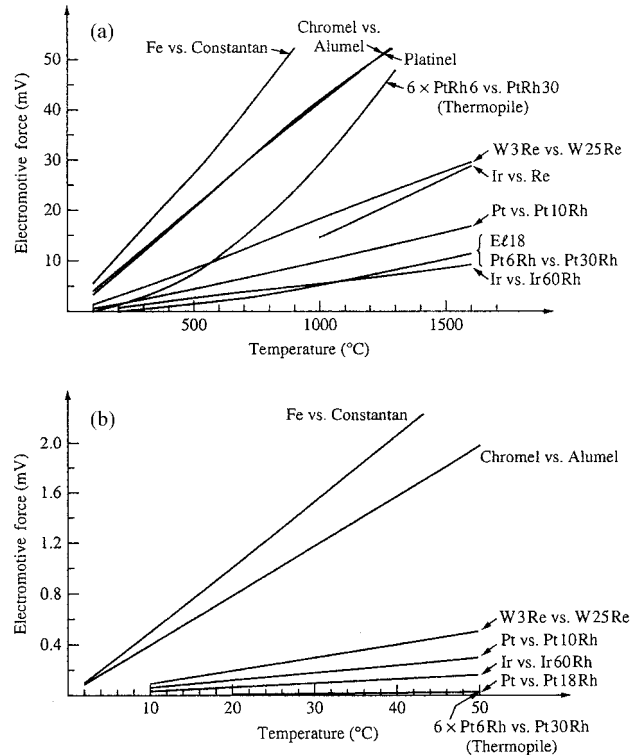 (a)
Chromel vs.
Alumel
Fe vs. Constantan
Platinel
6 × PtRh6 vs. PtRh30
(Thermopile)
W3Re vs. W25Re
Ir vs. Re
Pt vs. Pt10Rh
Eℓ18
Pt6Rh vs. Pt30Rh
Ir vs. Ir60Rh
Electromotive force (mV)
50
40
30
20
10
500
1000
1500
Temperature (°C)
(b)
Fe vs. Constantan
Chromel vs. Alumel
W3Re vs. W25Re
Pt vs. Pt10Rh
Ir vs. Ir60Rh
Pt vs. Pt18Rh
6 × Pt6Rh vs. Pt30Rh
(Thermopile)
Electromotive force (mV)
2.0
1.6
1.2
0.8
0.4
10
20
30
40
50
Temperature (°C)